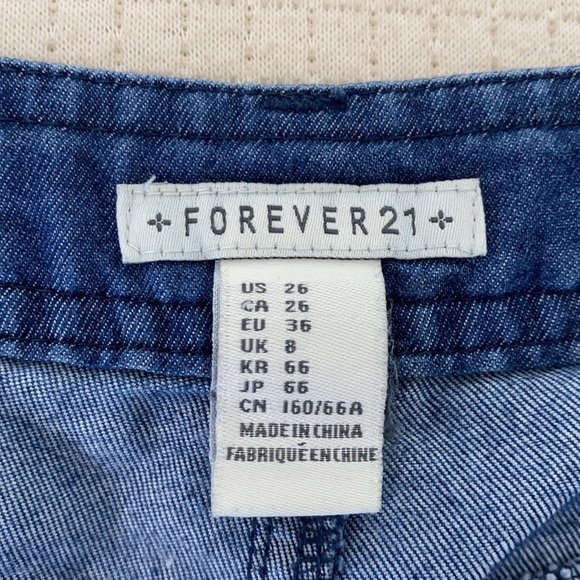 FOREVER 21
US 26
CA 26
EU 36
UK 8
KR 66
JP 66
CN 160/66A
MADE IN CHINA
FABRIQUÉ EN CHINE